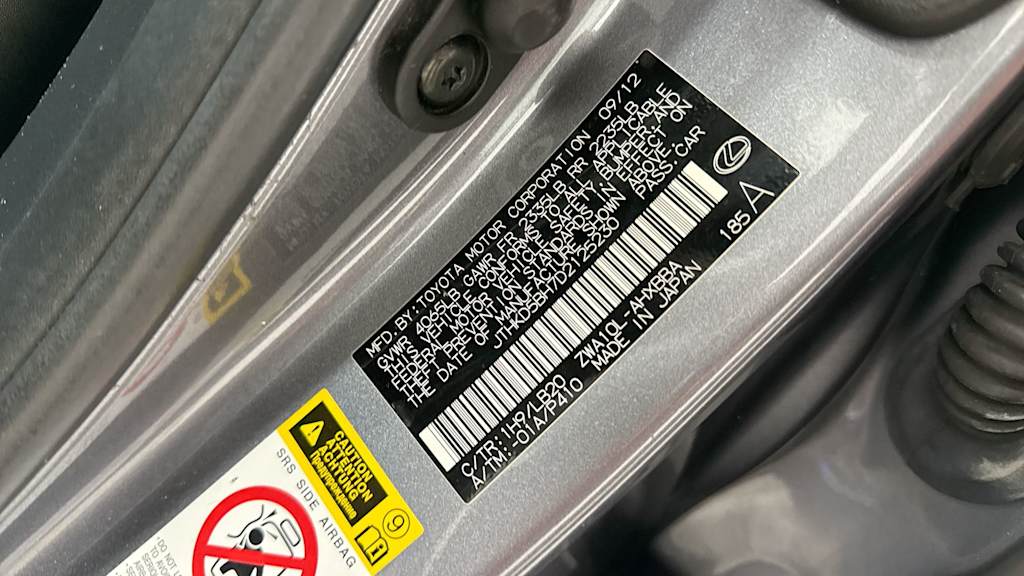 MFD.BY:TOYOTA MOTOR CORPORATION 09/12
GVWR 4055LB GAWR FR RR 2335LB
THIS VEHICLE CONFORMS TO ALL APPLICABLE
FEDERAL MOTOR VEHICLE SAFETY, BUMPER, AND
THEFT PREVENTION STANDARDS IN EFFECT ON
THE DATE OF MANUFACTURE SHOWN ABOVE.
PASS. CAR
C/TR:1H9/LB20 ZWA10L-AHXBBA
A/TM:-01A/P410 MADE IN JAPAN
185 A
CAUTION
ATTENTION
ACHTUNG
9
SRS SIDE AIRBAG